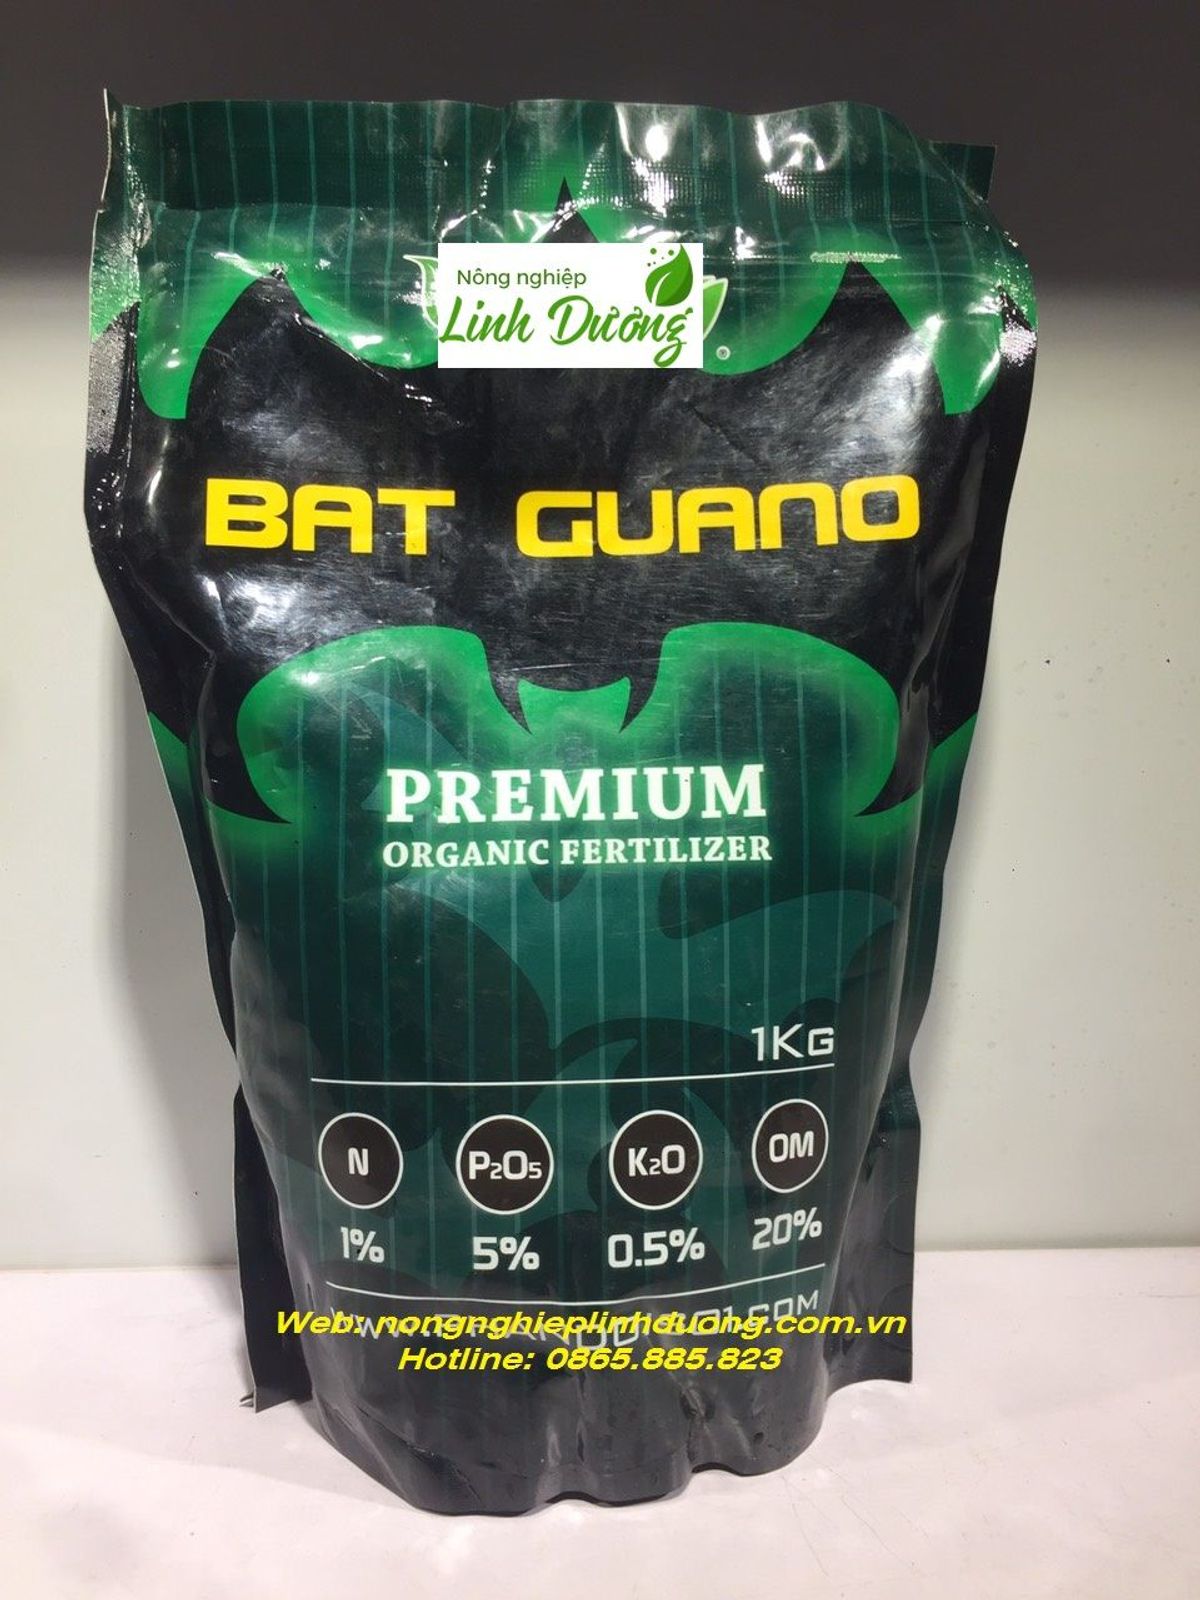 Nông nghiệp
Linh Dương
®
BAT GUANO
PREMIUM
ORGANIC FERTILIZER
1KG
N P2O5 K2O OM
1% 5% 0.5% 20%
Web: nongnghieplinhduong.com.vn
Hotline: 0865.885.823